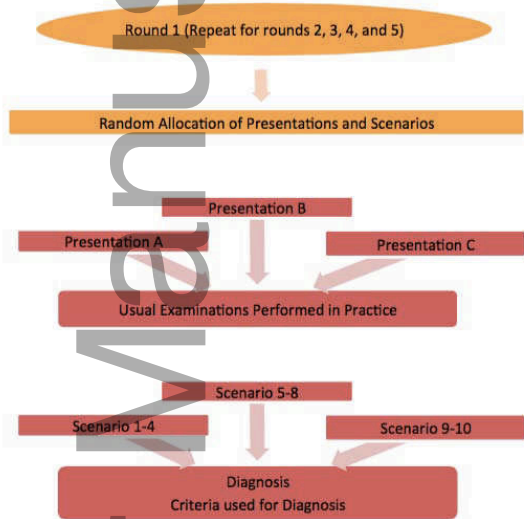 Round 1 (Repeat for rounds 2, 3, 4, and 5)
Random Allocation of Presentations and Scenarios
Presentation B
Presentation A
Presentation C
Usual Examinations Performed in Practice
Scenario 5-8
Scenario 1-4
Scenario 9-10
Diagnosis
Criteria used for Diagnosis
Manus